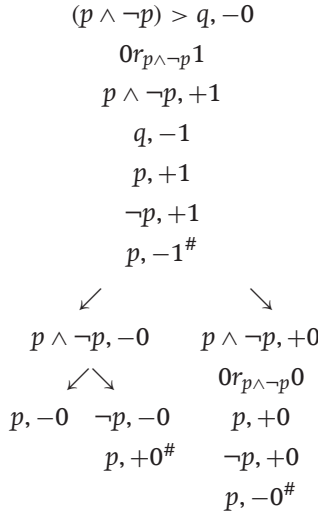 (p ∧ ¬p) > q, −0
0r_{p∧¬p}1
p ∧ ¬p, +1
q, −1
p, +1
¬p, +1
p, −1^#
↙ ↘
p ∧ ¬p, −0 p ∧ ¬p, +0
↙ ↘ 0r_{p∧¬p}0
p, −0 ¬p, −0 p, +0
p, +0^# ¬p, +0
p, −0^#